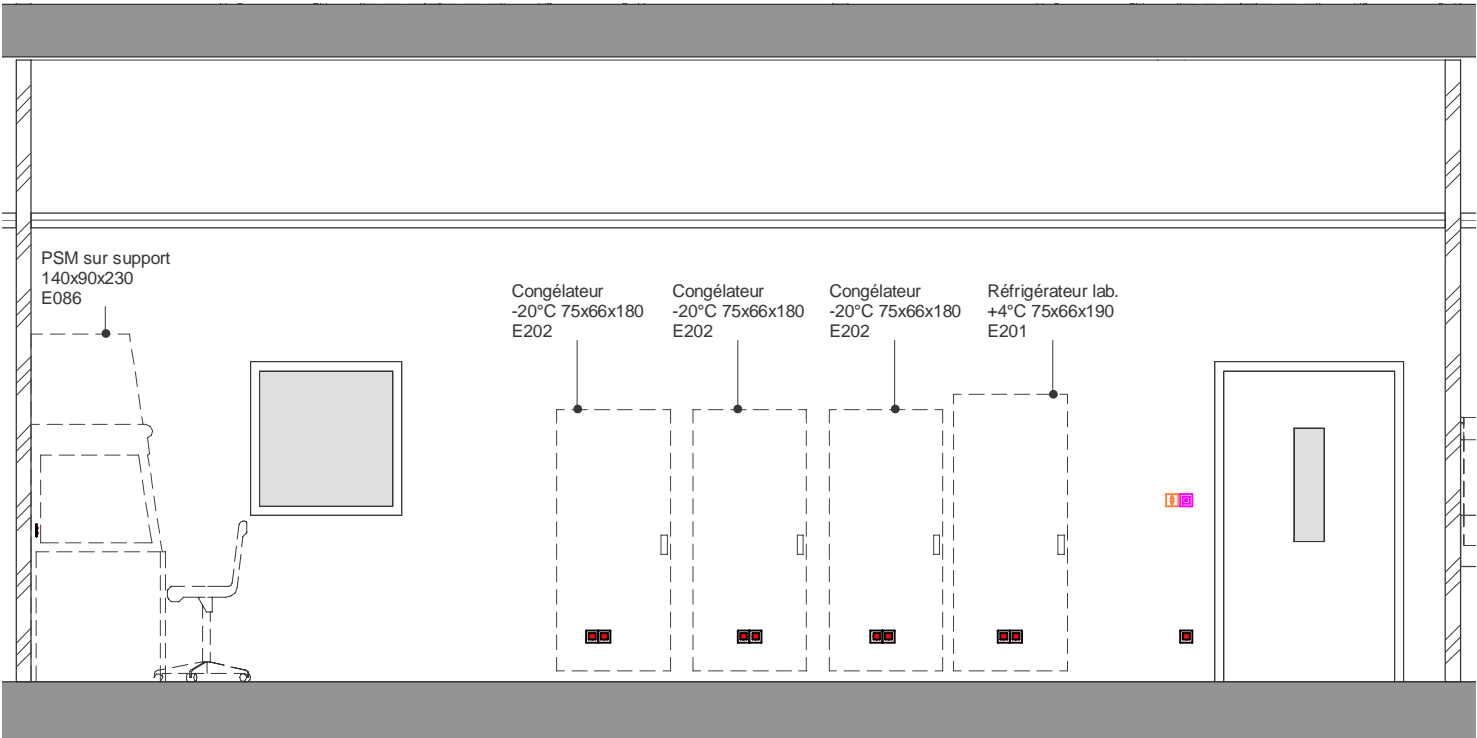 PSM sur support
140x90x230
E086
Congélateur
-20°C 75x66x180
E202
Congélateur
-20°C 75x66x180
E202
Congélateur
-20°C 75x66x180
E202
Réfrigérateur lab.
+4°C 75x66x190
E201